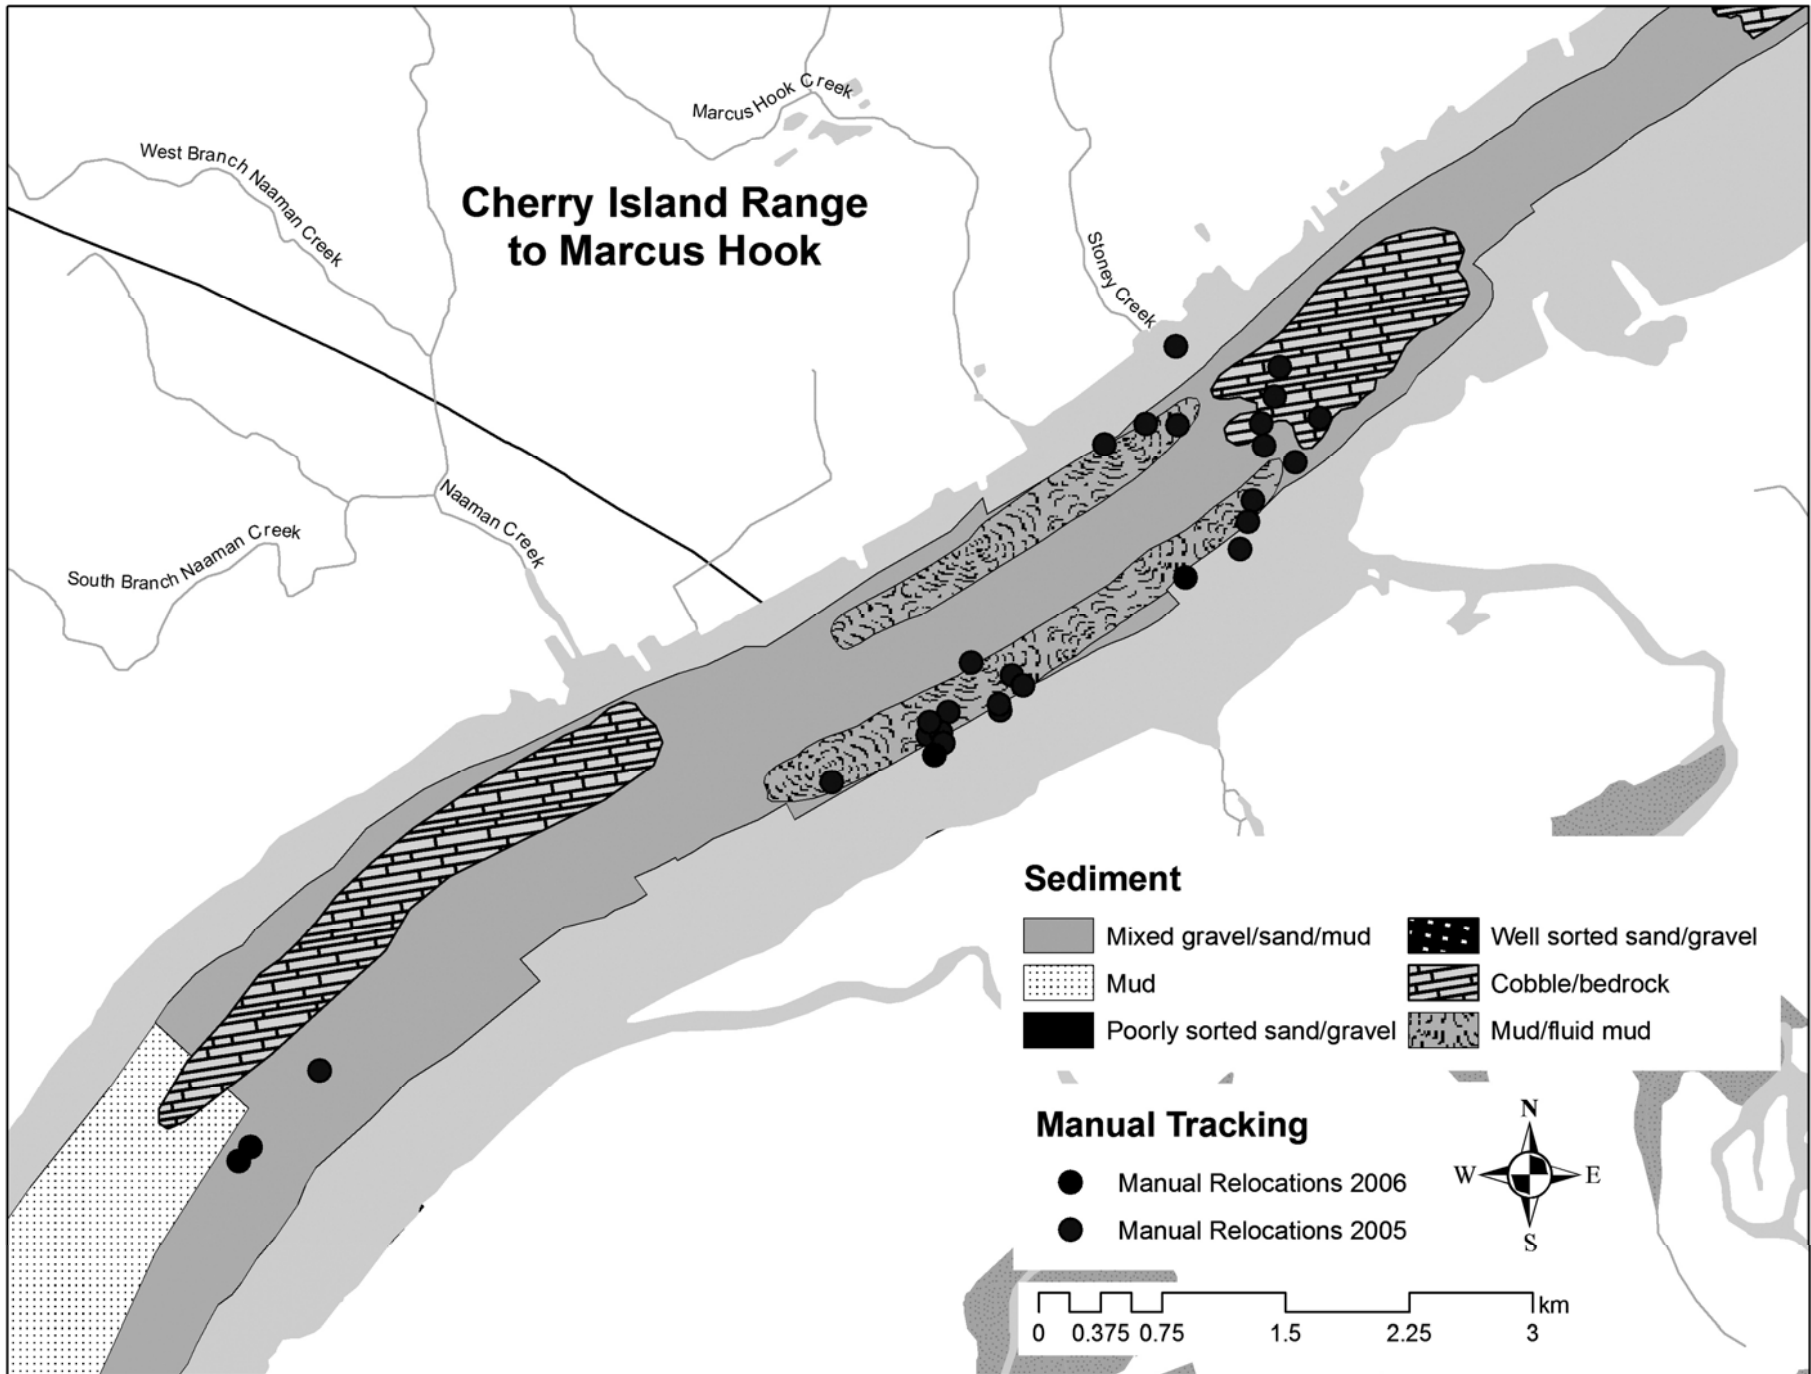 Marcus Hook Creek
West Branch Naaman Creek
Cherry Island Range
to Marcus Hook
Stoney Creek
Naaman Creek
South Branch Naaman Creek
Sediment
Mixed gravel/sand/mud
Well sorted sand/gravel
Mud
Cobble/bedrock
Poorly sorted sand/gravel
Mud/fluid mud
Manual Tracking
Manual Relocations 2006
Manual Relocations 2005
N
W
E
S
km
0 0.375 0.75 1.5 2.25 3